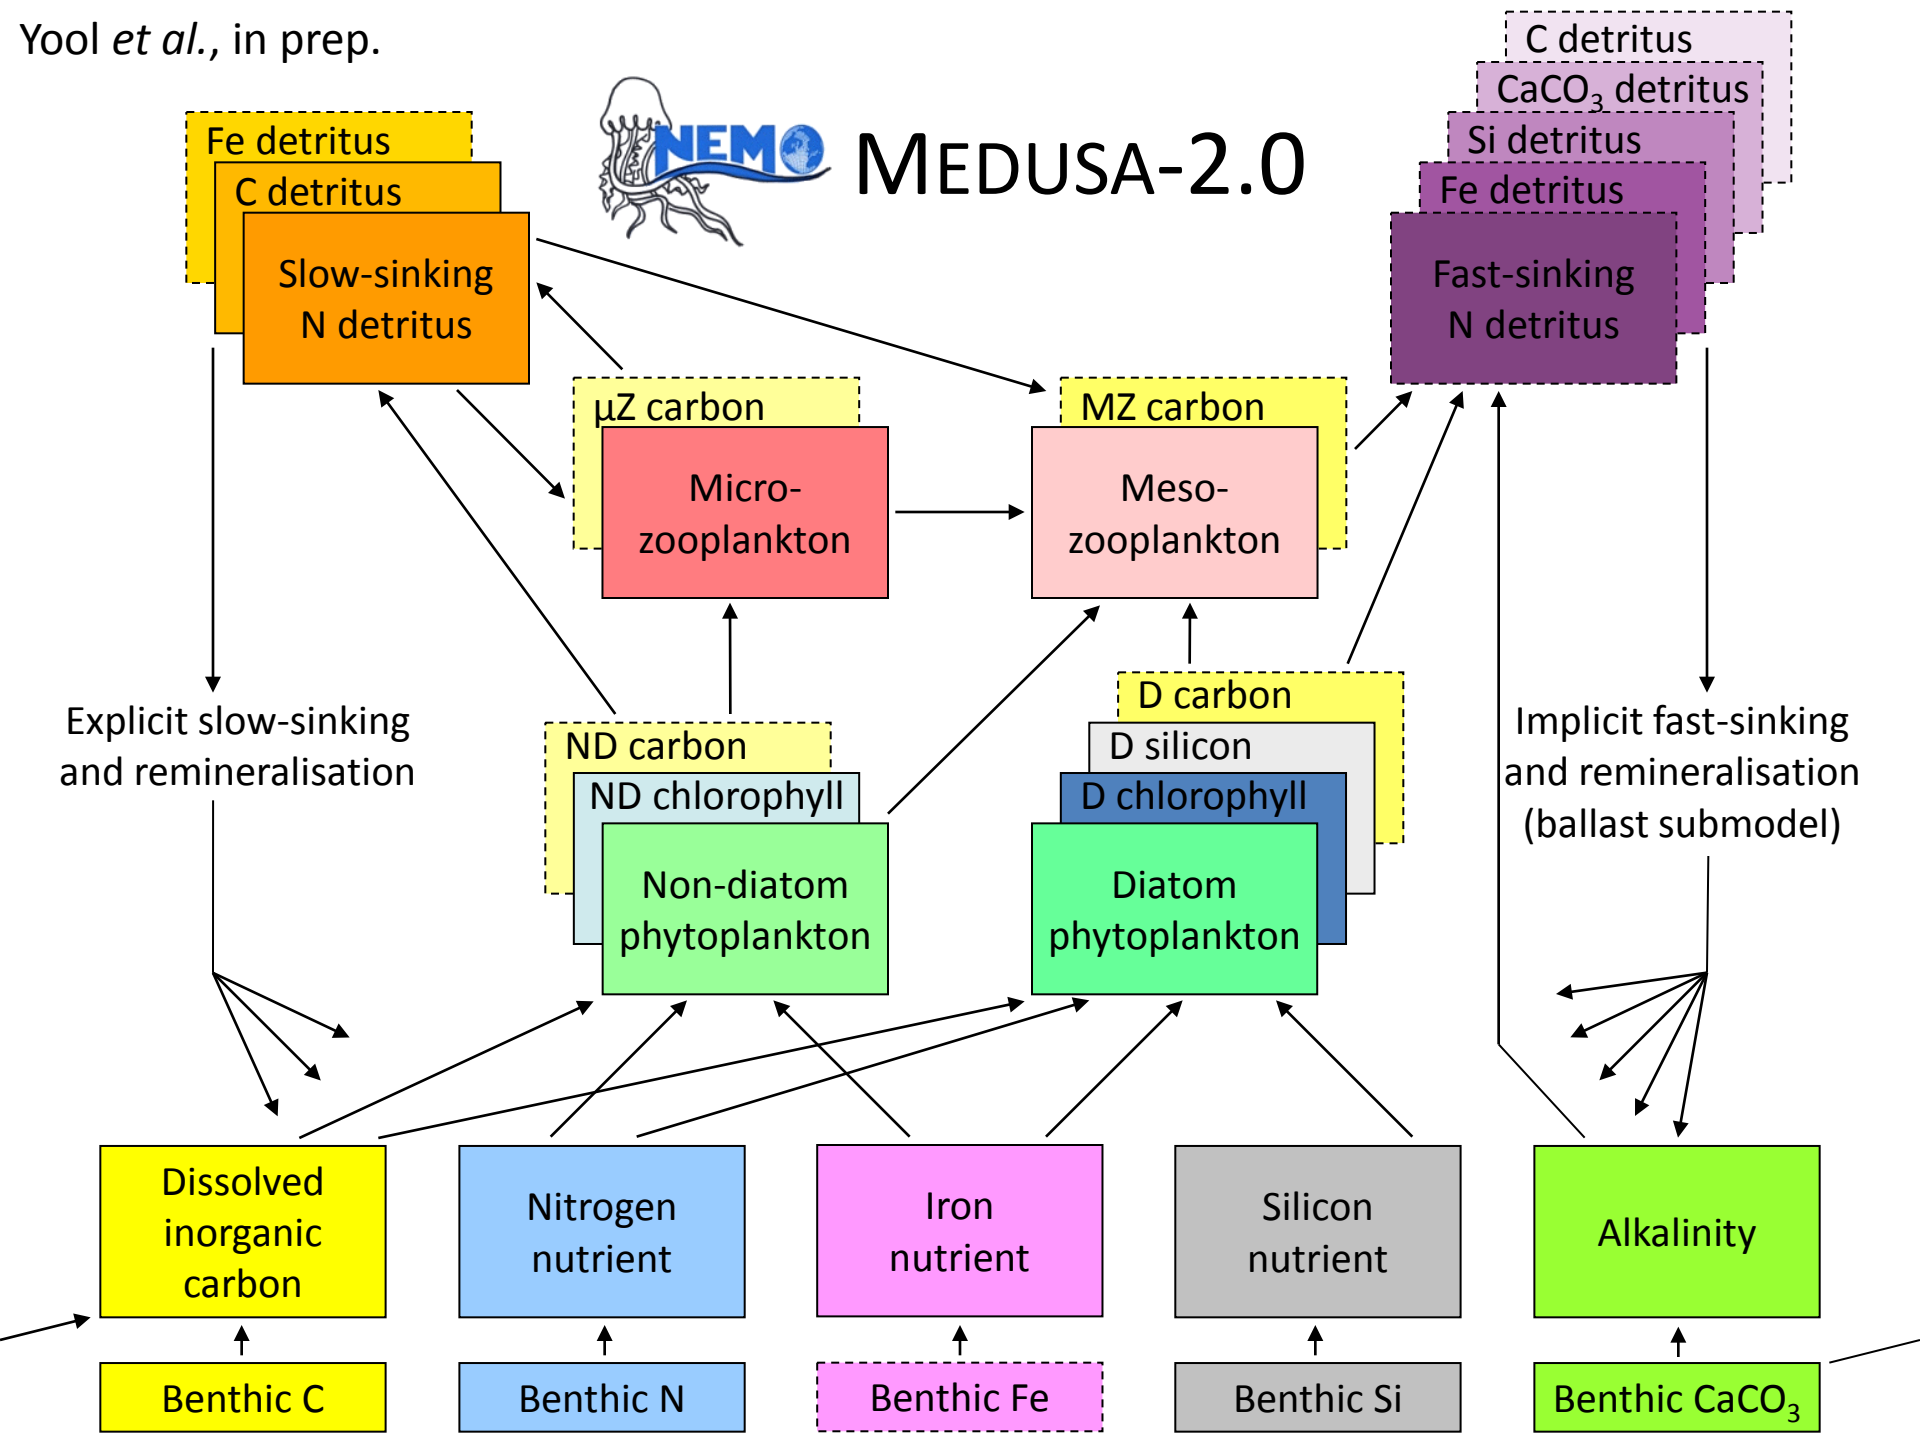 Yool et al., in prep.
NEMO
MEDUSA-2.0
Fe detritus
C detritus
Slow-sinking
N detritus
C detritus
CaCO₃ detritus
Si detritus
Fe detritus
Fast-sinking
N detritus
µZ carbon
Micro-
zooplankton
MZ carbon
Meso-
zooplankton
Explicit slow-sinking
and remineralisation
ND carbon
ND chlorophyll
Non-diatom
phytoplankton
D carbon
D silicon
D chlorophyll
Diatom
phytoplankton
Implicit fast-sinking
and remineralisation
(ballast submodel)
Dissolved
inorganic
carbon
Nitrogen
nutrient
Iron
nutrient
Silicon
nutrient
Alkalinity
Benthic C
Benthic N
Benthic Fe
Benthic Si
Benthic CaCO₃